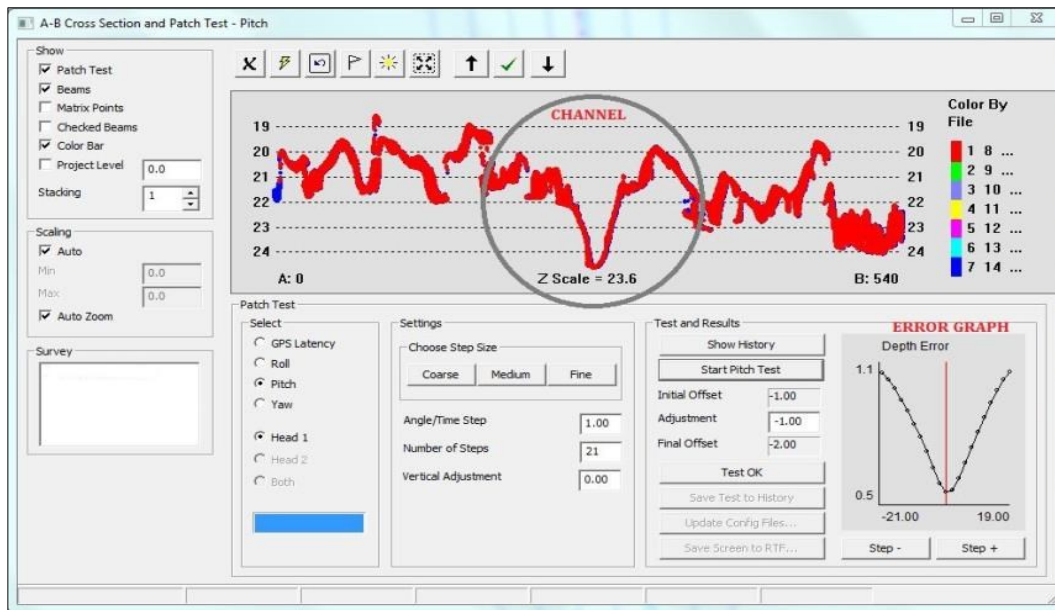 A-B Cross Section and Patch Test - Pitch
Show
Patch Test
Beams
Matrix Points
Checked Beams
Color Bar
Project Level 0.0
Stacking 1
Scaling
Auto
Min 0.0
Max 0.0
Auto Zoom
Survey
CHANNEL
19 19
20 20
21 21
22 22
23 23
24 24
A: 0 Z Scale = 23.6 B: 540
Color By
File
1 8 ...
2 9 ...
3 10 ...
4 11 ...
5 12 ...
6 13 ...
7 14 ...
Patch Test
Select
GPS Latency
Roll
Pitch
Yaw
Head 1
Head 2
Both
Settings
Choose Step Size
Coarse Medium Fine
Angle/Time Step 1.00
Number of Steps 21
Vertical Adjustment 0.00
Test and Results
Show History
Start Pitch Test
Initial Offset -1.00
Adjustment -1.00
Final Offset -2.00
Test OK
Save Test to History
Update Config Files...
Save Screen to RTF...
ERROR GRAPH
Depth Error
1.1
0.5
-21.00 19.00
Step - Step +